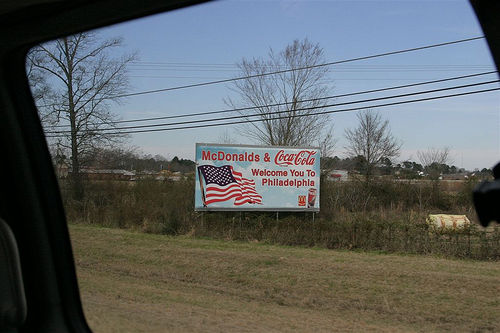 McDonalds & Coca-Cola
Welcome You To
Philadelphia